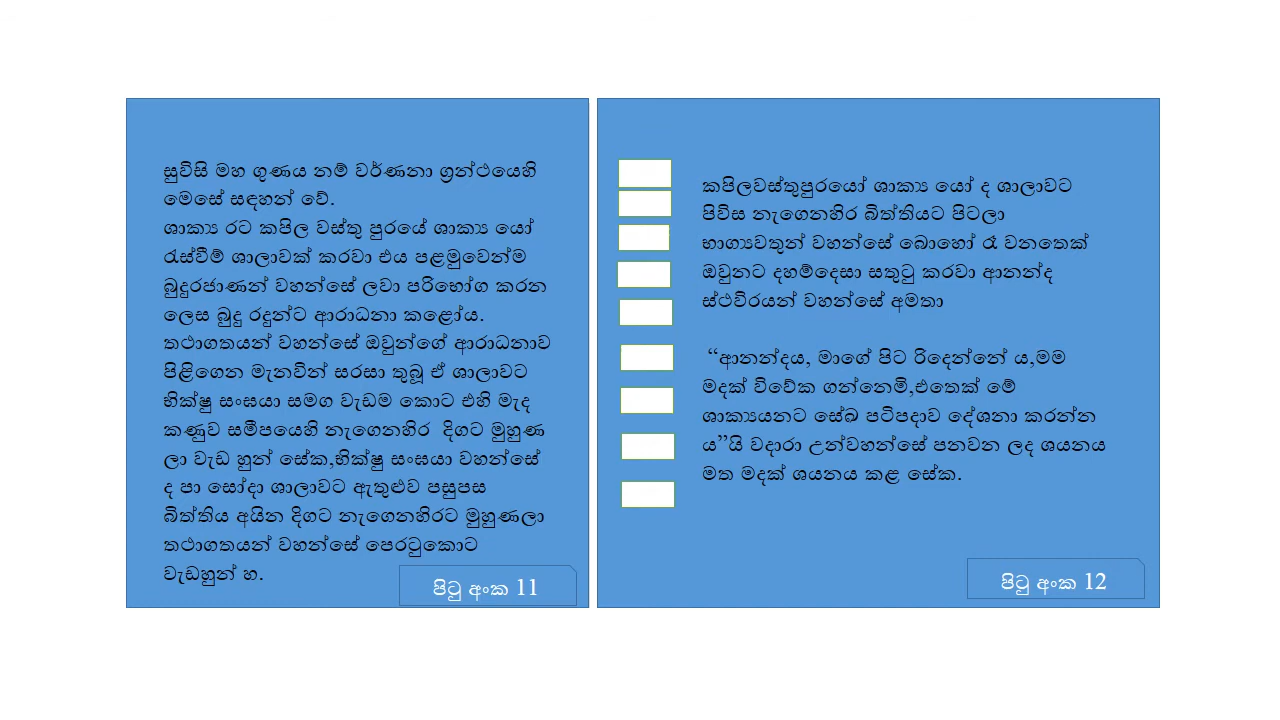 සුවිසි මහ ගුණය නම් වර්ණනා ග්‍රන්ථයෙහි
මෙසේ සඳහන් වේ.
ශාක්‍ය රට කපිල වස්තු පුරයේ ශාක්‍ය යෝ
රැස්වීම් ශාලාවක් කරවා එය පළමුවෙන්ම
බුදුරජාණන් වහන්සේ ලවා පරිභෝග කරන
ලෙස බුදු රදුන්ට ආරාධනා කළෝය.
තථාගතයන් වහන්සේ ඔවුන්ගේ ආරාධනාව
පිළිගෙන මැනවින් සරසා තුබූ ඒ ශාලාවට
භික්ෂු සංඝයා සමග වැඩම කොට එහි මැද
කණුව සමීපයෙහි නැගෙනහිර දිගට මුහුණ
ලා වැඩ හුන් සේක,භික්ෂු සංඝයා වහන්සේ
ද පා සෝදා ශාලාවට ඇතුළුව පසුපස
බිත්තිය අයින දිගට නැගෙනහිරට මුහුණලා
තථාගතයන් වහන්සේ පෙරටුකොට
වැඩහුන් හ.
පිටු අංක 11
කපිලවස්තුපුරයෝ ශාක්‍ය යෝ ද ශාලාවට
පිවිස නැගෙනහිර බිත්තියට පිටලා
භාග්‍යවතුන් වහන්සේ බොහෝ රෑ වනතෙක්
ඔවුනට දහම්දෙසා සතුටු කරවා ආනන්ද
ස්ථවිරයන් වහන්සේ අමතා
“ආනන්දය, මාගේ පිට රිදෙන්නේ ය,මම
මදක් විවේක ගන්නෙමි,එතෙක් මේ
ශාක්‍යයනට සේඛ පටිපදාව දේශනා කරන්න
ය”යි වදාරා උන්වහන්සේ පනවන ලද ශයනය
මත මදක් ශයනය කළ සේක.
පිටු අංක 12